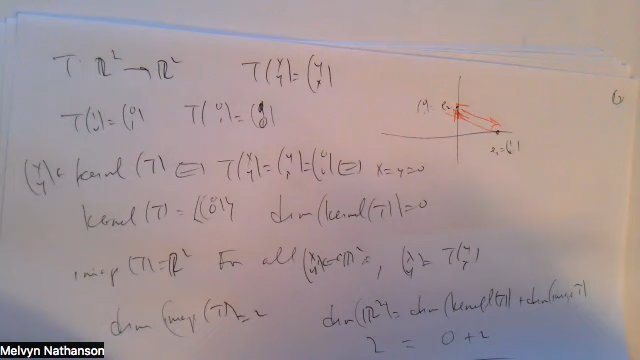 T: ℝ² → ℝ² T(x y) = (y x)
T(1 0) = (0 1) T(0 1) = (1 0)
(x y) ∈ kernel(T) ⟺ T(x y) = (y x) = (0 0) ⟺ x = y = 0
kernel(T) = {(0 0)} dim(kernel(T)) = 0
image(T) = ℝ² For all (x y) ∈ ℝ², (x y) = T(y x)
dim(image(T)) = 2 dim(ℝ²) = dim(kernel(T)) + dim(image T)
2 = 0 + 2
Melvyn Nathanson